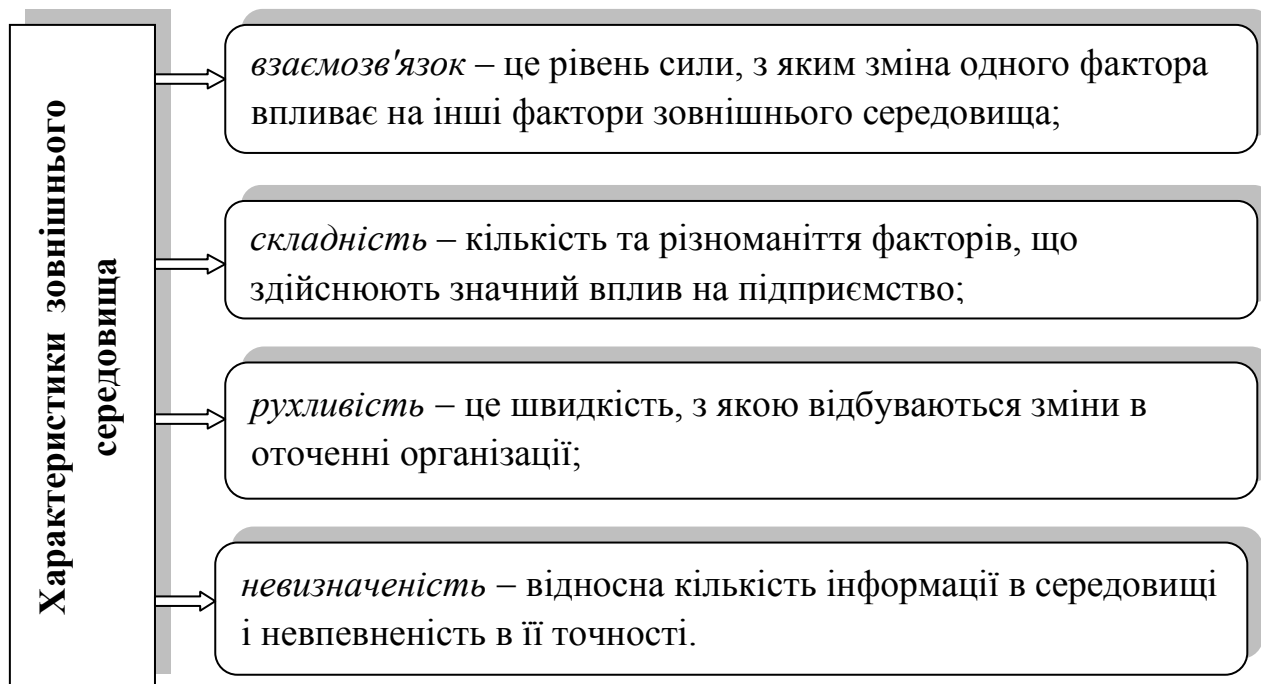 Характеристики зовнішнього
середовища
взаємозв'язок – це рівень сили, з яким зміна одного фактора
впливає на інші фактори зовнішнього середовища;
складність – кількість та різноманіття факторів, що
здійснюють значний вплив на підприємство;
рухливість – це швидкість, з якою відбуваються зміни в
оточенні організації;
невизначеність – відносна кількість інформації в середовищі
і невпевненість в її точності.